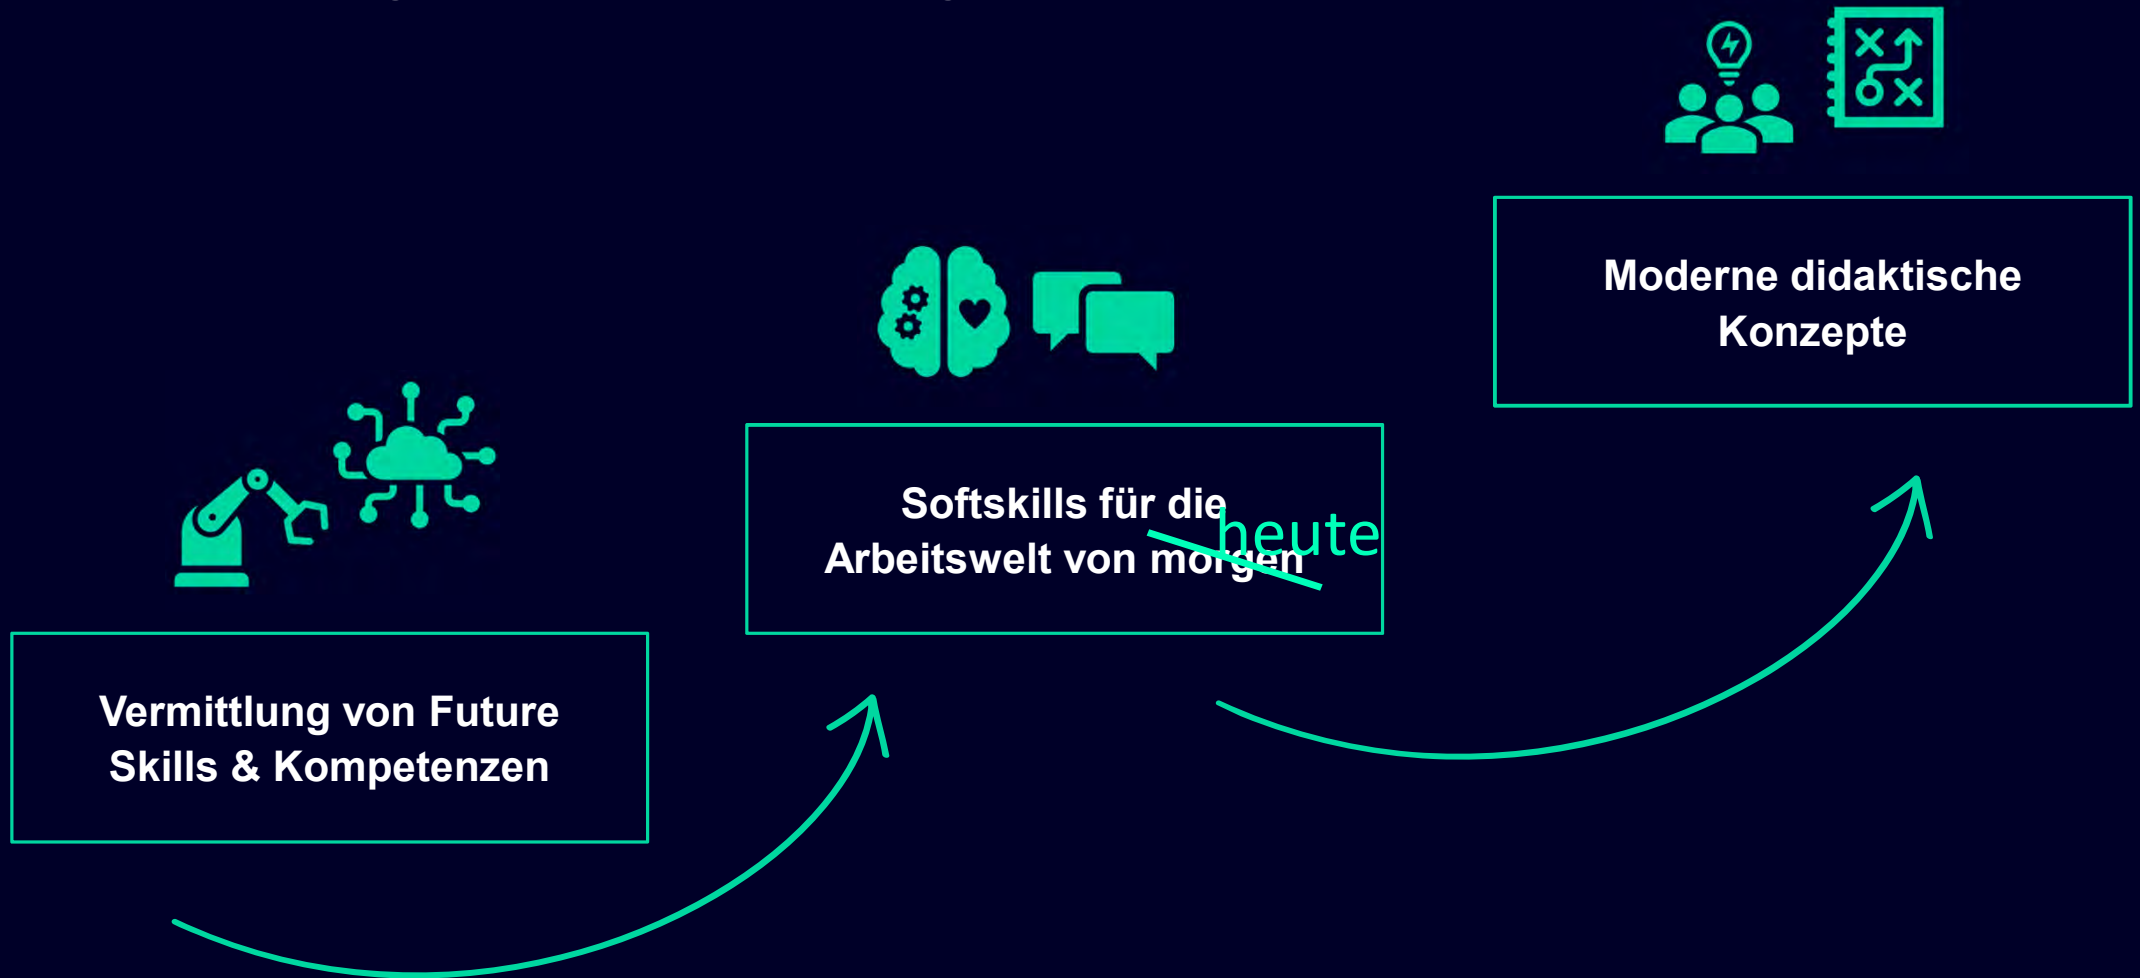 Vermittlung von Future
Skills & Kompetenzen
Softskills für die
heute
Arbeitswelt von morgen
Moderne didaktische
Konzepte